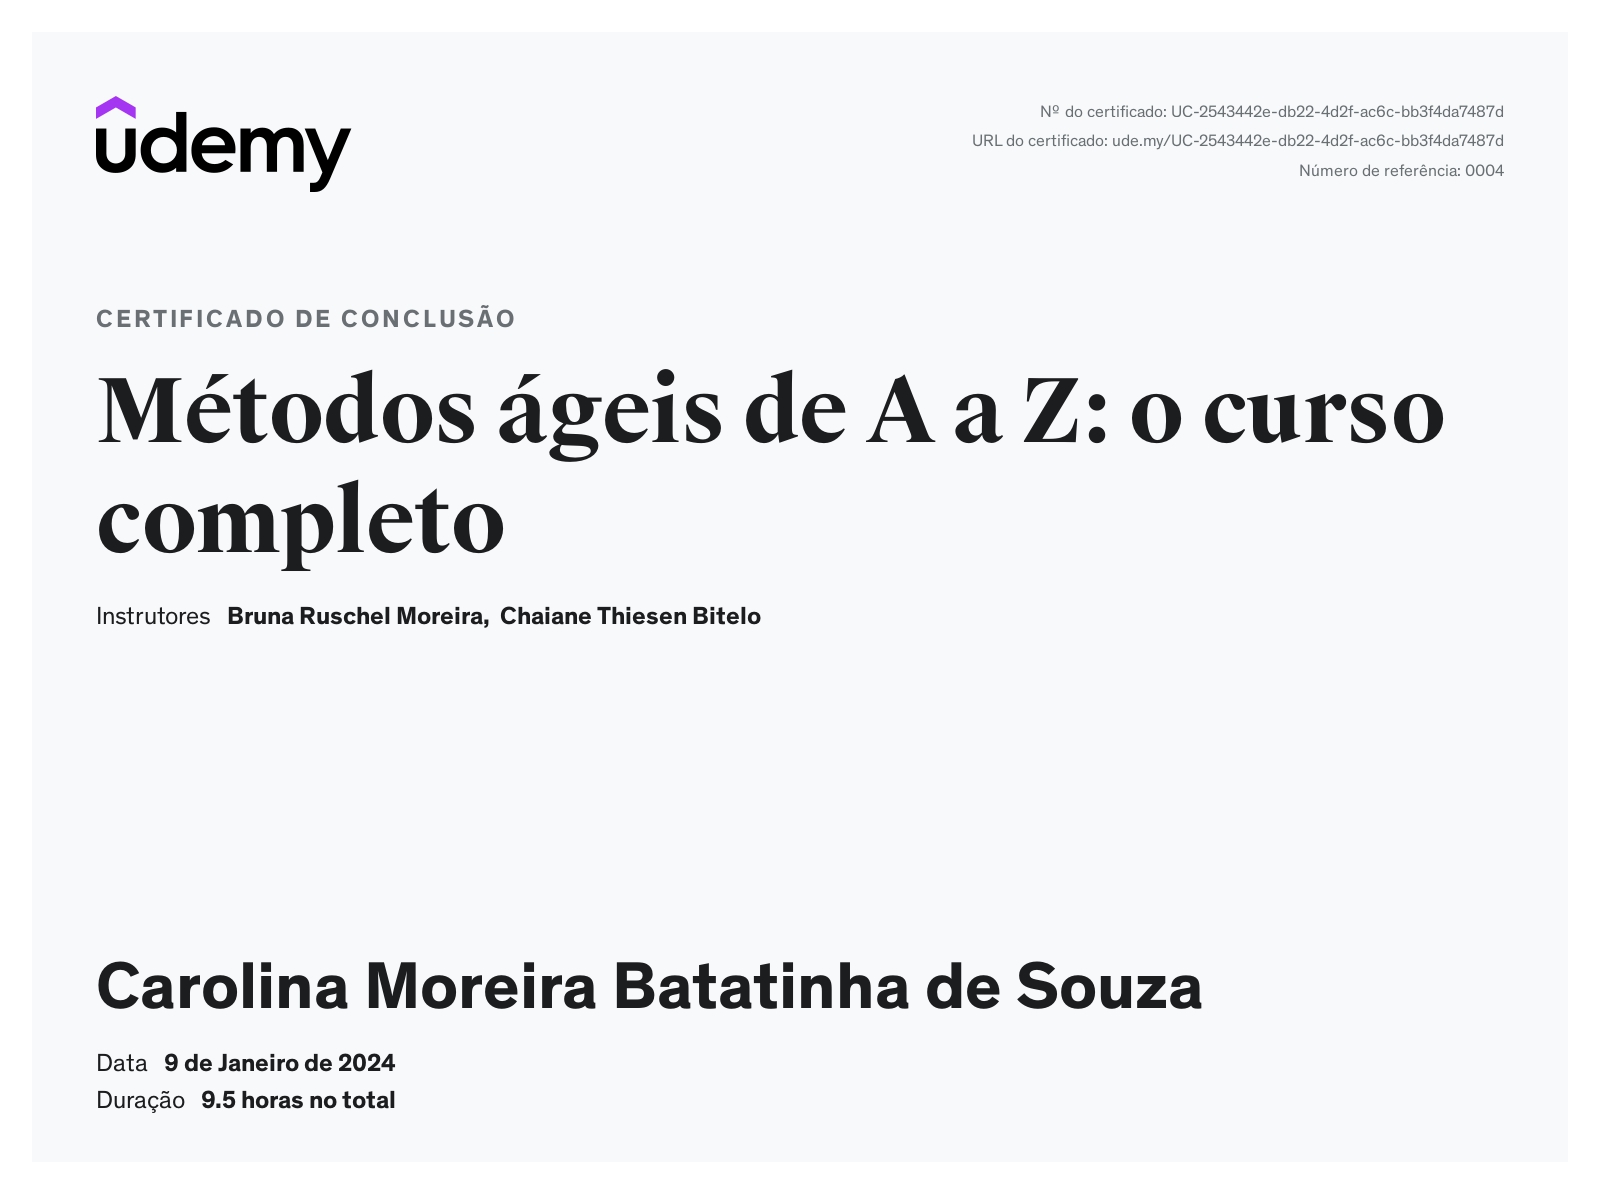 udemy
Nº do certificado: UC-2543442e-db22-4d2f-ac6c-bb3f4da7487d
URL do certificado: ude.my/UC-2543442e-db22-4d2f-ac6c-bb3f4da7487d
Número de referência: 0004
CERTIFICADO DE CONCLUSÃO
Métodos ágeis de A a Z: o curso
completo
Instrutores Bruna Ruschel Moreira, Chaiane Thiesen Bitelo
Carolina Moreira Batatinha de Souza
Data 9 de Janeiro de 2024
Duração 9.5 horas no total